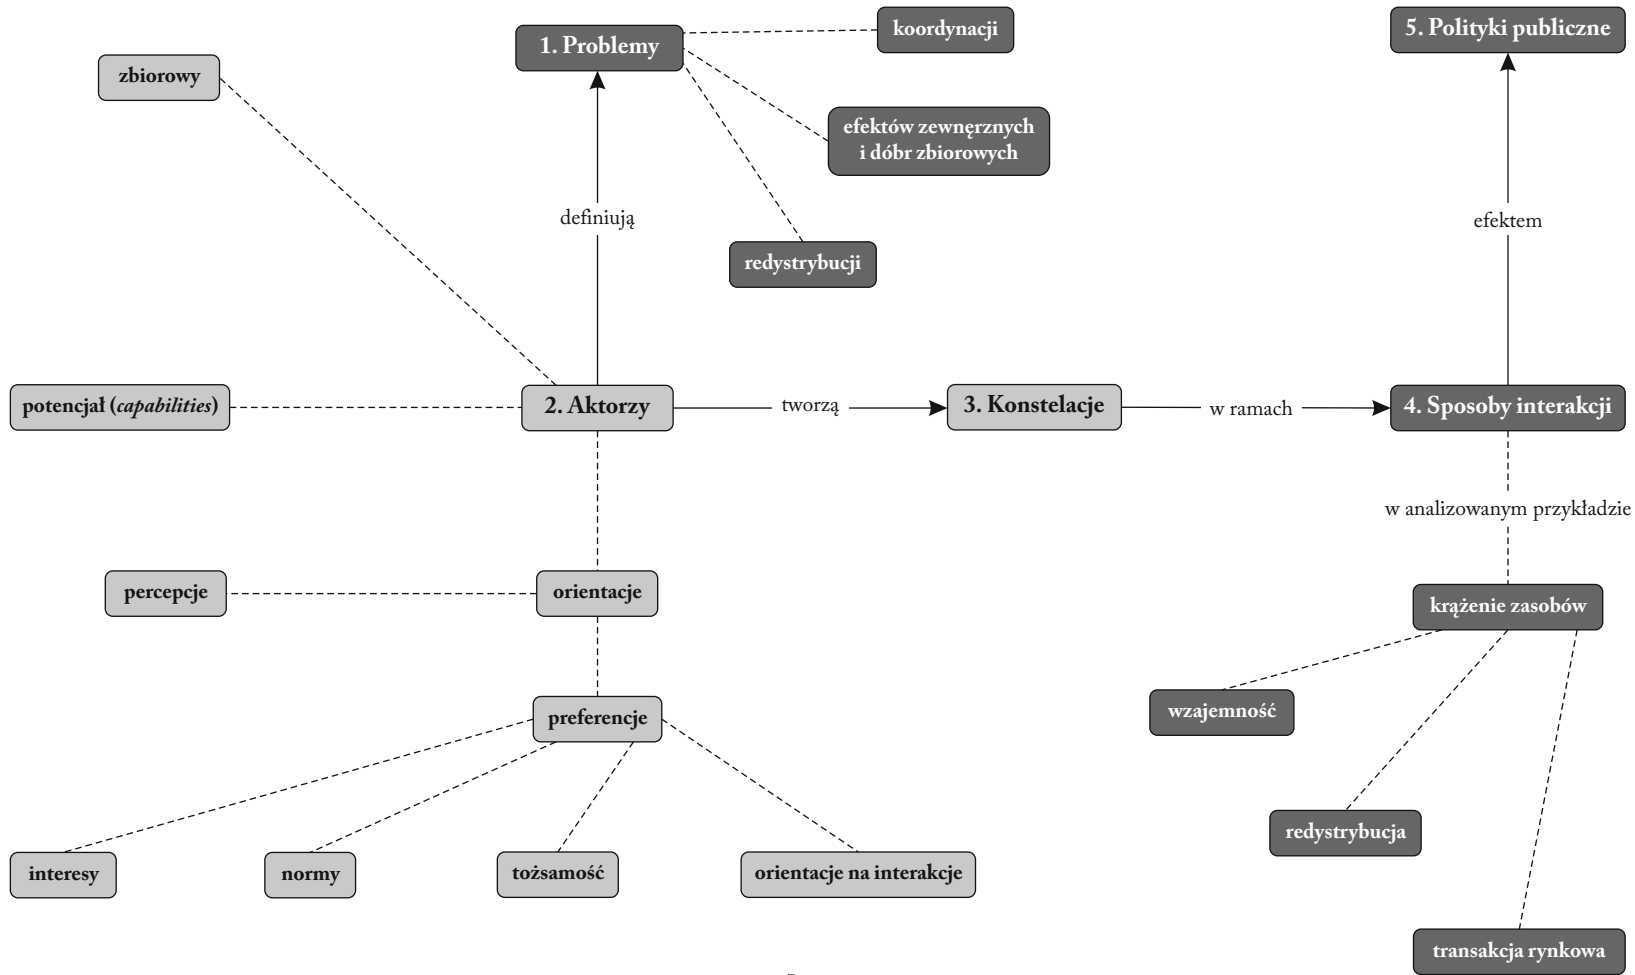 koordynacji
5. Polityki publiczne
1. Problemy
zbiorowy
efektów zewnęrznych
i dóbr zbiorowych
definiują
efektem
redystrybucji
potencjał (capabilities)
2. Aktorzy
tworzą
3. Konstelacje
w ramach
4. Sposoby interakcji
w analizowanym przykładzie
percepcje
orientacje
krążenie zasobów
preferencje
wzajemność
redystrybucja
interesy
normy
tożsamość
orientacje na interakcje
transakcja rynkowa